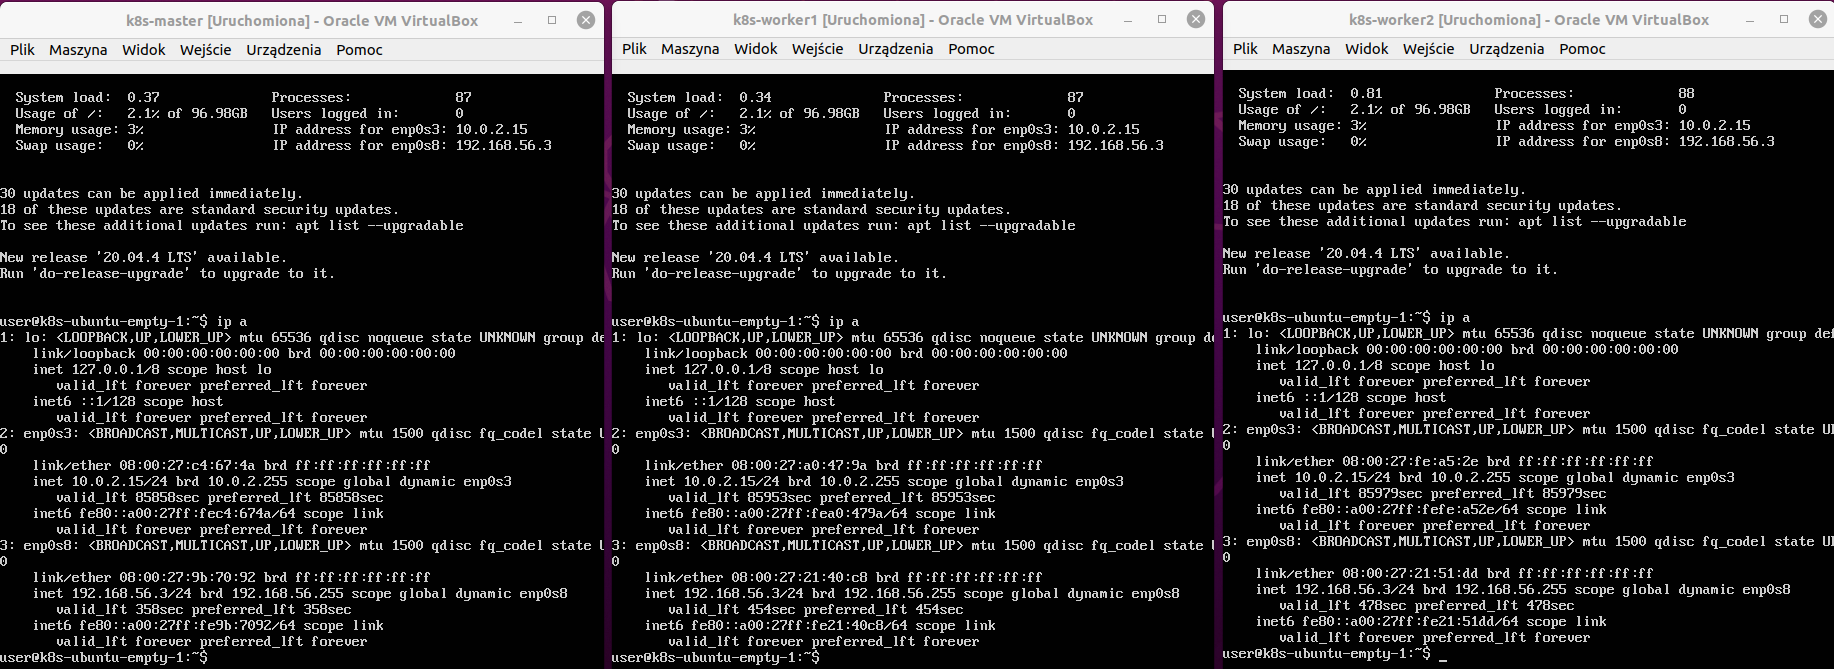 k8s-master [Uruchomiona] - Oracle VM VirtualBox
Plik Maszyna Widok Wejście Urządzenia Pomoc
System load: 0.37 Processes: 87
Usage of /: 2.1% of 96.98GB Users logged in: 0
Memory usage: 3% IP address for enp0s3: 10.0.2.15
Swap usage: 0% IP address for enp0s8: 192.168.56.3
30 updates can be applied immediately.
18 of these updates are standard security updates.
To see these additional updates run: apt list --upgradable
New release '20.04.4 LTS' available.
Run 'do-release-upgrade' to upgrade to it.
user@k8s-ubuntu-empty-1:~$ ip a
1: lo: <LOOPBACK,UP,LOWER_UP> mtu 65536 qdisc noqueue state UNKNOWN group de
link/loopback 00:00:00:00:00:00 brd 00:00:00:00:00:00
inet 127.0.0.1/8 scope host lo
valid_lft forever preferred_lft forever
inet6 ::1/128 scope host
valid_lft forever preferred_lft forever
2: enp0s3: <BROADCAST,MULTICAST,UP,LOWER_UP> mtu 1500 qdisc fq_codel state U
0
link/ether 08:00:27:c4:67:4a brd ff:ff:ff:ff:ff:ff
inet 10.0.2.15/24 brd 10.0.2.255 scope global dynamic enp0s3
valid_lft 85858sec preferred_lft 85858sec
inet6 fe80::a00:27ff:fec4:674a/64 scope link
valid_lft forever preferred_lft forever
3: enp0s8: <BROADCAST,MULTICAST,UP,LOWER_UP> mtu 1500 qdisc fq_codel state U
0
link/ether 08:00:27:9b:70:92 brd ff:ff:ff:ff:ff:ff
inet 192.168.56.3/24 brd 192.168.56.255 scope global dynamic enp0s8
valid_lft 358sec preferred_lft 358sec
inet6 fe80::a00:27ff:fe9b:7092/64 scope link
valid_lft forever preferred_lft forever
user@k8s-ubuntu-empty-1:~$
k8s-worker1 [Uruchomiona] - Oracle VM VirtualBox
Plik Maszyna Widok Wejście Urządzenia Pomoc
System load: 0.34 Processes: 87
Usage of /: 2.1% of 96.98GB Users logged in: 0
Memory usage: 3% IP address for enp0s3: 10.0.2.15
Swap usage: 0% IP address for enp0s8: 192.168.56.3
30 updates can be applied immediately.
18 of these updates are standard security updates.
To see these additional updates run: apt list --upgradable
New release '20.04.4 LTS' available.
Run 'do-release-upgrade' to upgrade to it.
user@k8s-ubuntu-empty-1:~$ ip a
1: lo: <LOOPBACK,UP,LOWER_UP> mtu 65536 qdisc noqueue state UNKNOWN group de
link/loopback 00:00:00:00:00:00 brd 00:00:00:00:00:00
inet 127.0.0.1/8 scope host lo
valid_lft forever preferred_lft forever
inet6 ::1/128 scope host
valid_lft forever preferred_lft forever
2: enp0s3: <BROADCAST,MULTICAST,UP,LOWER_UP> mtu 1500 qdisc fq_codel state U
0
link/ether 08:00:27:a0:47:9a brd ff:ff:ff:ff:ff:ff
inet 10.0.2.15/24 brd 10.0.2.255 scope global dynamic enp0s3
valid_lft 85953sec preferred_lft 85953sec
inet6 fe80::a00:27ff:fea0:479a/64 scope link
valid_lft forever preferred_lft forever
3: enp0s8: <BROADCAST,MULTICAST,UP,LOWER_UP> mtu 1500 qdisc fq_codel state U
0
link/ether 08:00:27:21:40:c8 brd ff:ff:ff:ff:ff:ff
inet 192.168.56.3/24 brd 192.168.56.255 scope global dynamic enp0s8
valid_lft 454sec preferred_lft 454sec
inet6 fe80::a00:27ff:fe21:40c8/64 scope link
valid_lft forever preferred_lft forever
user@k8s-ubuntu-empty-1:~$
k8s-worker2 [Uruchomiona] - Oracle VM VirtualBox
Plik Maszyna Widok Wejście Urządzenia Pomoc
System load: 0.81 Processes: 88
Usage of /: 2.1% of 96.98GB Users logged in: 0
Memory usage: 3% IP address for enp0s3: 10.0.2.15
Swap usage: 0% IP address for enp0s8: 192.168.56.3
30 updates can be applied immediately.
18 of these updates are standard security updates.
To see these additional updates run: apt list --upgradable
New release '20.04.4 LTS' available.
Run 'do-release-upgrade' to upgrade to it.
user@k8s-ubuntu-empty-1:~$ ip a
1: lo: <LOOPBACK,UP,LOWER_UP> mtu 65536 qdisc noqueue state UNKNOWN group def
link/loopback 00:00:00:00:00:00 brd 00:00:00:00:00:00
inet 127.0.0.1/8 scope host lo
valid_lft forever preferred_lft forever
inet6 ::1/128 scope host
valid_lft forever preferred_lft forever
2: enp0s3: <BROADCAST,MULTICAST,UP,LOWER_UP> mtu 1500 qdisc fq_codel state UP
0
link/ether 08:00:27:fe:a5:2e brd ff:ff:ff:ff:ff:ff
inet 10.0.2.15/24 brd 10.0.2.255 scope global dynamic enp0s3
valid_lft 85979sec preferred_lft 85979sec
inet6 fe80::a00:27ff:fefe:a52e/64 scope link
valid_lft forever preferred_lft forever
3: enp0s8: <BROADCAST,MULTICAST,UP,LOWER_UP> mtu 1500 qdisc fq_codel state UP
0
link/ether 08:00:27:21:51:dd brd ff:ff:ff:ff:ff:ff
inet 192.168.56.3/24 brd 192.168.56.255 scope global dynamic enp0s8
valid_lft 478sec preferred_lft 478sec
inet6 fe80::a00:27ff:fe21:51dd/64 scope link
valid_lft forever preferred_lft forever
user@k8s-ubuntu-empty-1:~$ _